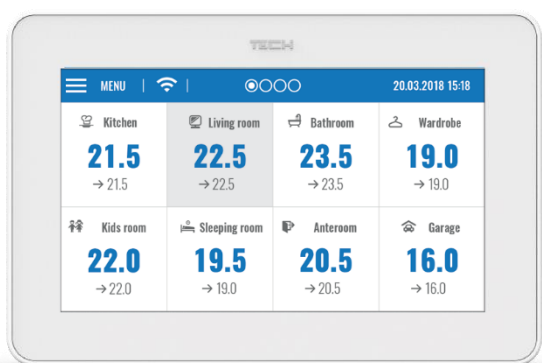 TECH
MENU | | 20.03.2018 15:18
Kitchen Living room Bathroom Wardrobe
21.5 22.5 23.5 19.0
→ 21.5 → 22.5 → 23.5 → 19.0
Kids room Sleeping room Anteroom Garage
22.0 19.5 20.5 16.0
→ 22.0 → 19.0 → 20.5 → 16.0